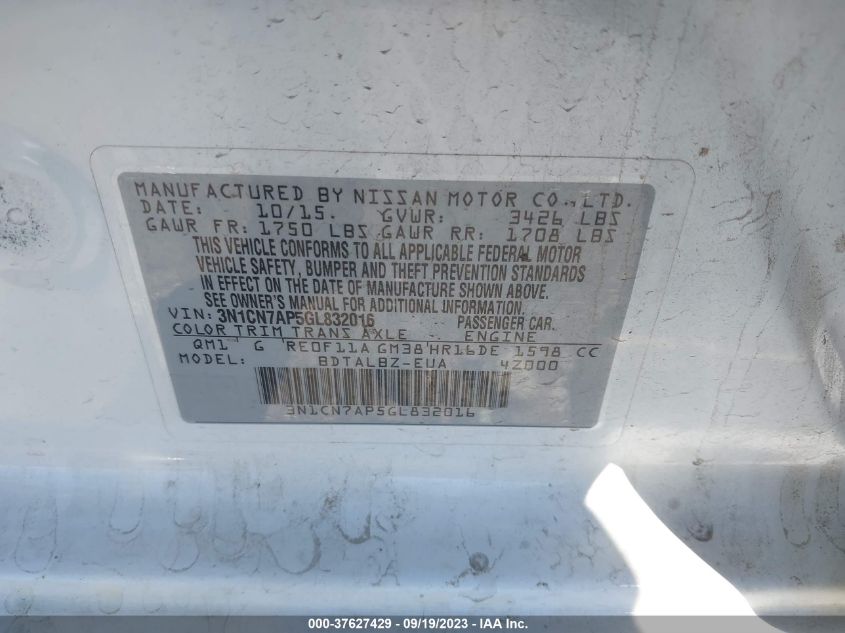 MANUFACTURED BY NISSAN MOTOR CO., LTD.
DATE: 10/15. GVWR: 3426 LBS
GAWR FR: 1750 LBS GAWR RR: 1708 LBS
THIS VEHICLE CONFORMS TO ALL APPLICABLE FEDERAL MOTOR
VEHICLE SAFETY, BUMPER AND THEFT PREVENTION STANDARDS
IN EFFECT ON THE DATE OF MANUFACTURE SHOWN ABOVE.
SEE OWNER'S MANUAL FOR ADDITIONAL INFORMATION.
VIN: 3N1CN7AP5GL832016 PASSENGER CAR.
COLOR TRIM TRANS AXLE ENGINE
QM1 G RE0F11A GM38 HR16DE 1598 CC
MODEL: BDTALBZ-EUA 4Z000
3N1CN7AP5GL832016
000-37627429 - 09/19/2023 - IAA Inc.